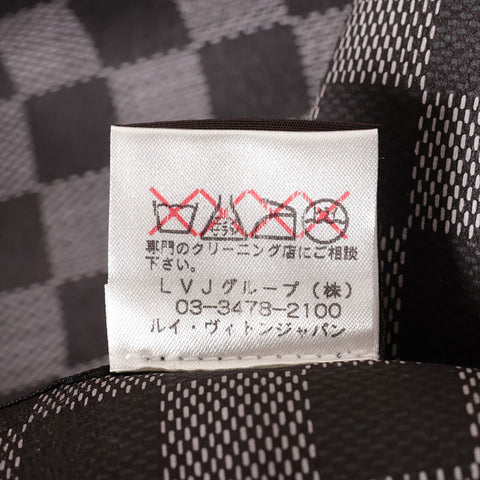 専門のクリーニング店にご相談
下さい。
LVJグループ(株)
03-3478-2100
ルイ・ヴィトンジャパン